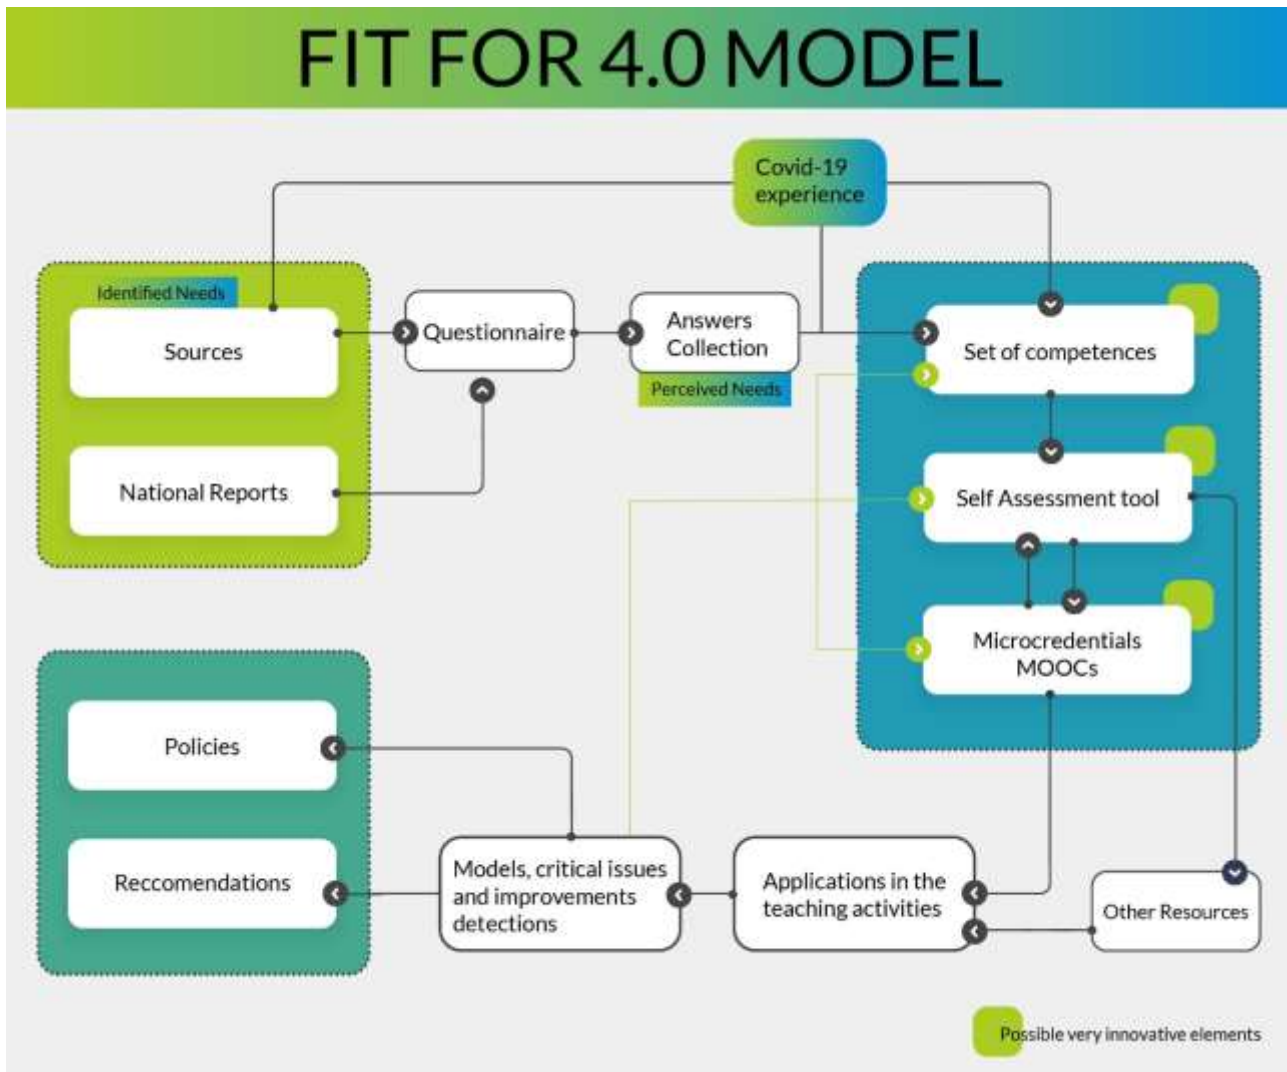 FIT FOR 4.0 MODEL
Covid-19
experience
Identified Needs
Sources
National Reports
Questionnaire
Answers
Collection
Perceived Needs
Set of competences
Self Assessment tool
Microcredentials
MOOCs
Policies
Reccomendations
Models, critical issues
and improvements
detections
Applications in the
teaching activities
Other Resources
Possible very innovative elements